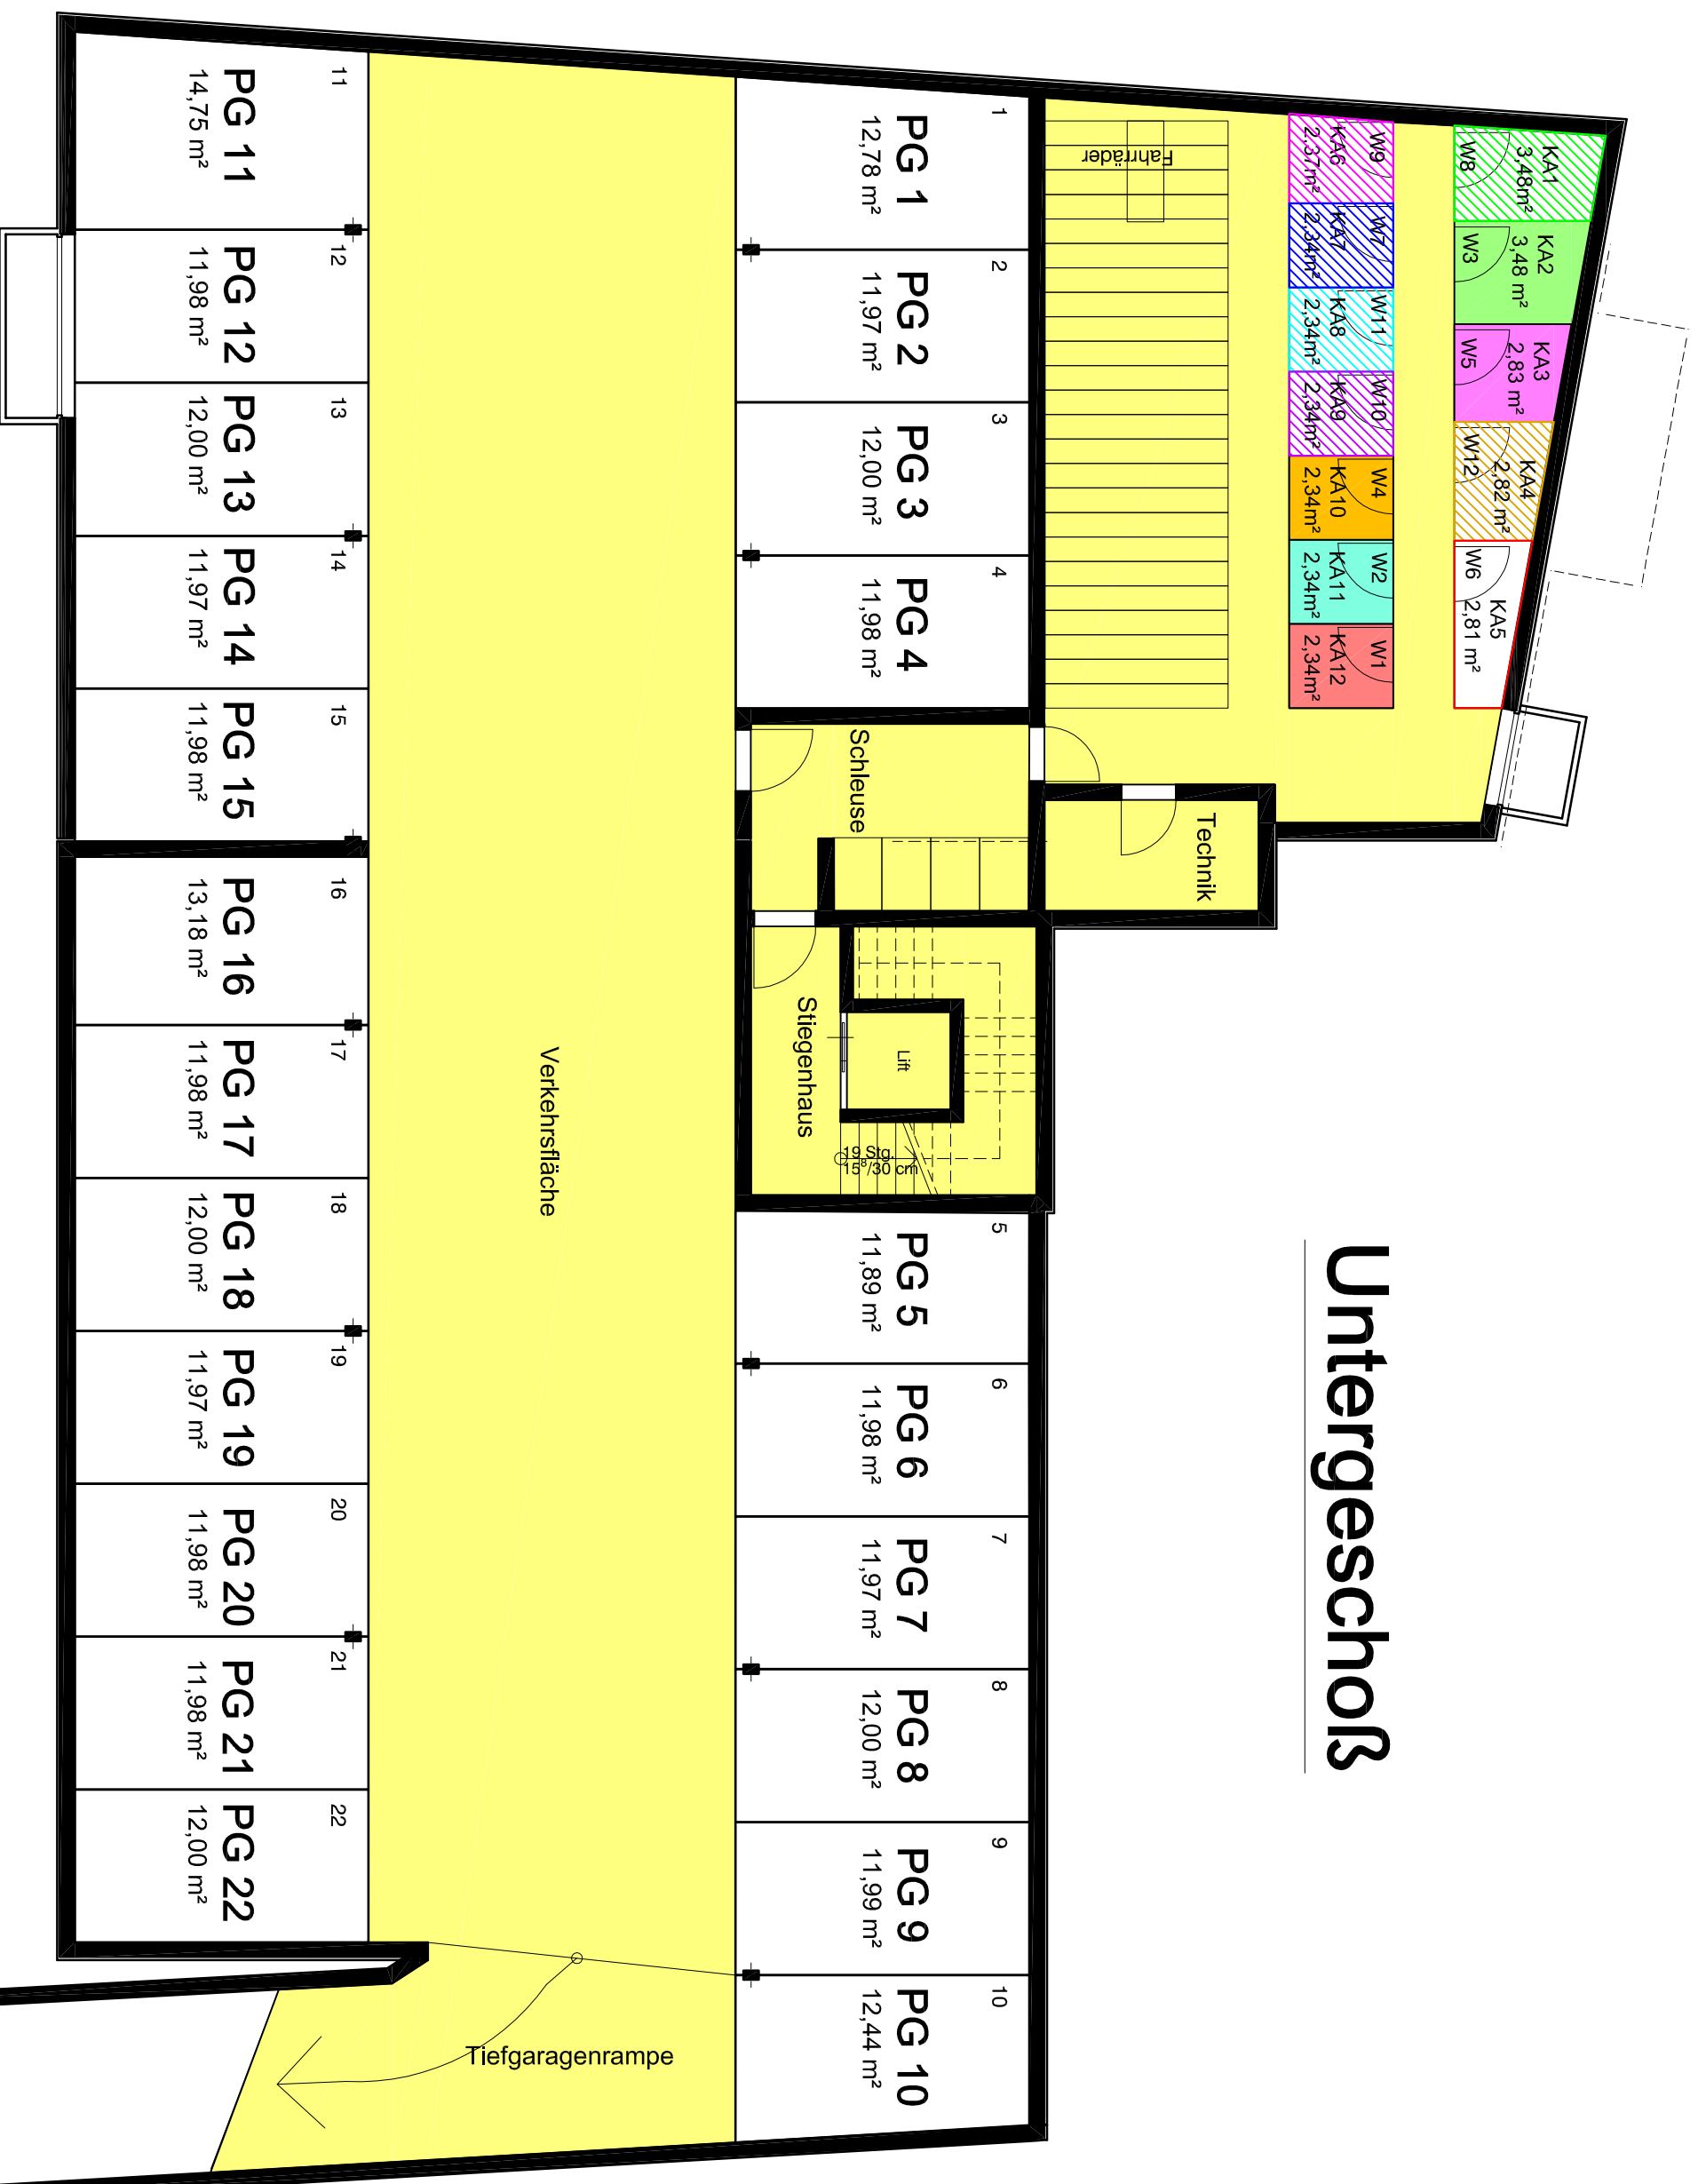 Untergeschoß
KA1
3,48m²
W8
KA2
3,48 m²
W3
KA3
2,83 m²
W5
KA4
2,82 m²
W12
KA5
2,81 m²
W6
W9
KA6
2,37m²
W7
KA7
2,34m²
W11
KA8
2,34m²
W10
KA9
2,34m²
W4
KA10
2,34m²
W2
KA11
2,34m²
W1
KA12
2,34m²
Fahrräder
Technik
Schleuse
Stiegenhaus
Lift
19 Stg.
15⁸/30 cm
1
PG 1
12,78 m²
2
PG 2
11,97 m²
3
PG 3
12,00 m²
4
PG 4
11,98 m²
5
PG 5
11,89 m²
6
PG 6
11,98 m²
7
PG 7
11,97 m²
8
PG 8
12,00 m²
9
PG 9
11,99 m²
10
PG 10
12,44 m²
Verkehrsfläche
Tiefgaragenrampe
11
PG 11
14,75 m²
12
PG 12
11,98 m²
13
PG 13
12,00 m²
14
PG 14
11,97 m²
15
PG 15
11,98 m²
16
PG 16
13,18 m²
17
PG 17
11,98 m²
18
PG 18
12,00 m²
19
PG 19
11,97 m²
20
PG 20
11,98 m²
21
PG 21
11,98 m²
22
PG 22
12,00 m²